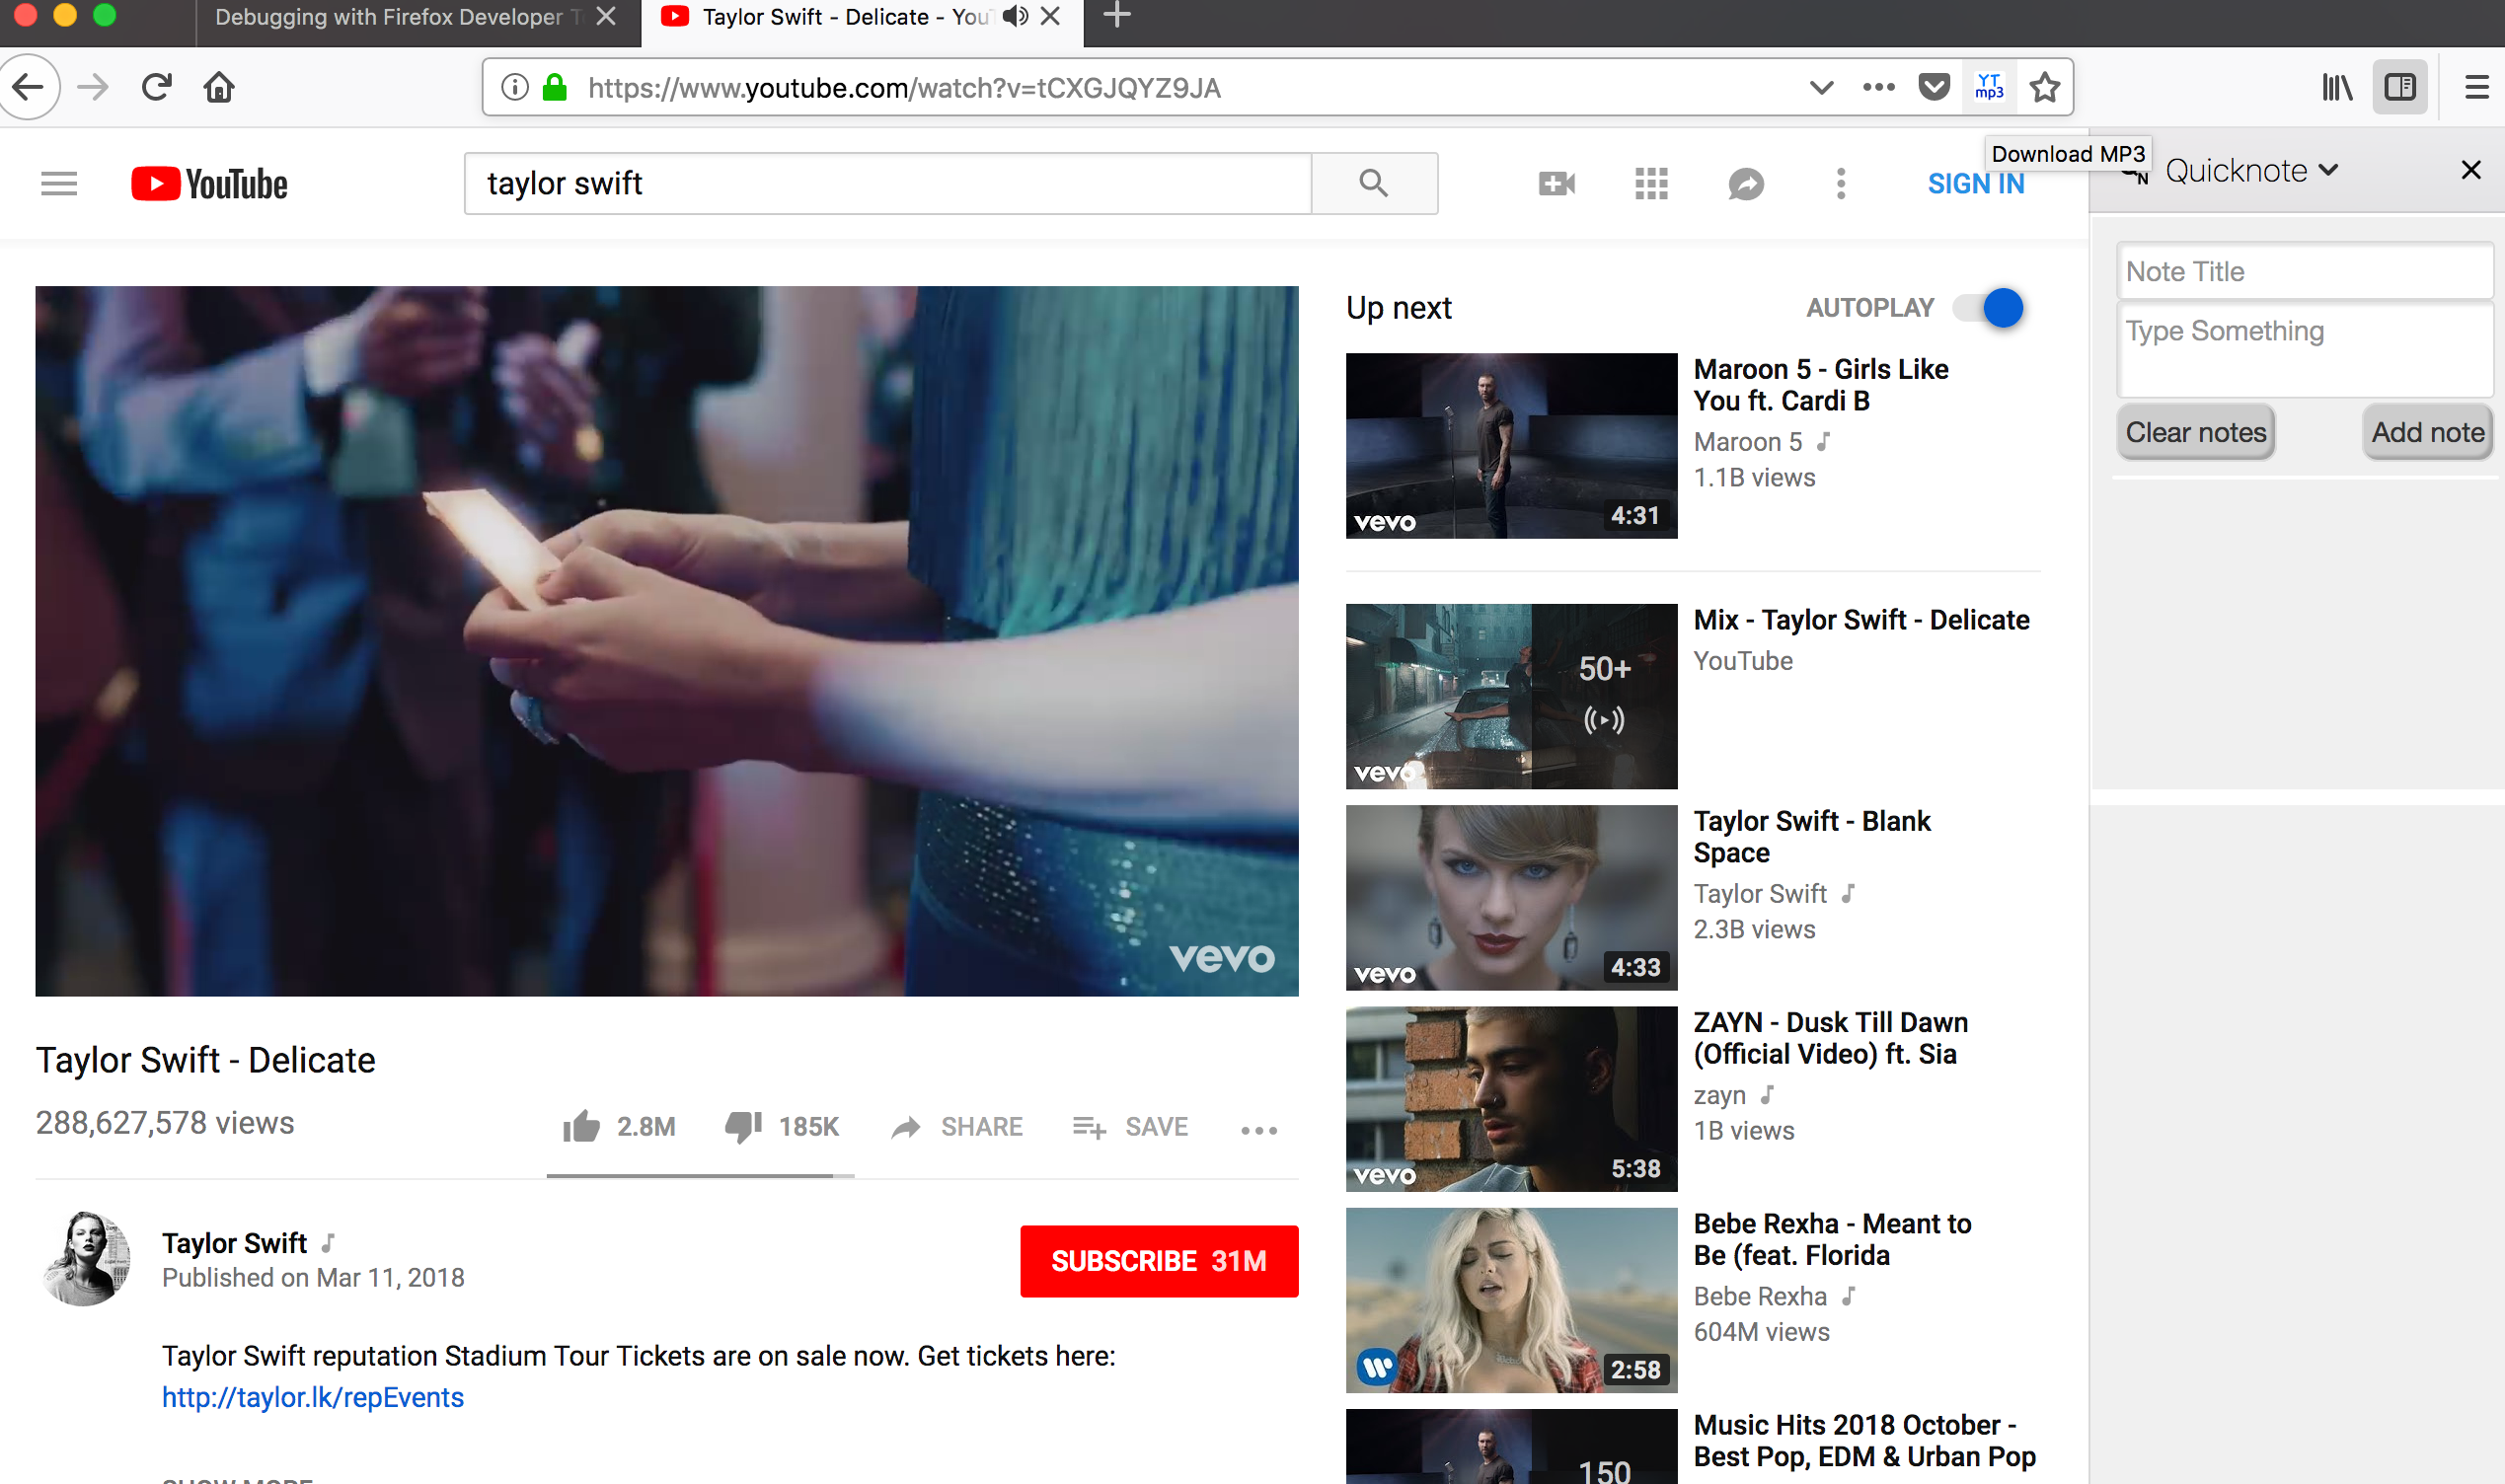 Debugging with Firefox Developer T
Taylor Swift - Delicate - You
https://www.youtube.com/watch?v=tCXGJQYZ9JA
YT
mp3
Download MP3
Quicknote
YouTube
taylor swift
SIGN IN
Note Title
Type Something
Clear notes
Add note
vevo
Up next
AUTOPLAY
Maroon 5 - Girls Like
You ft. Cardi B
Maroon 5
1.1B views
vevo
4:31
Mix - Taylor Swift - Delicate
YouTube
50+
vevo
Taylor Swift - Blank
Space
Taylor Swift
2.3B views
vevo
4:33
ZAYN - Dusk Till Dawn
(Official Video) ft. Sia
zayn
1B views
vevo
5:38
Bebe Rexha - Meant to
Be (feat. Florida
Bebe Rexha
604M views
2:58
Music Hits 2018 October -
Best Pop, EDM & Urban Pop
150
Taylor Swift - Delicate
288,627,578 views
2.8M
185K
SHARE
SAVE
Taylor Swift
Published on Mar 11, 2018
SUBSCRIBE 31M
Taylor Swift reputation Stadium Tour Tickets are on sale now. Get tickets here:
http://taylor.lk/repEvents
SHOW MORE